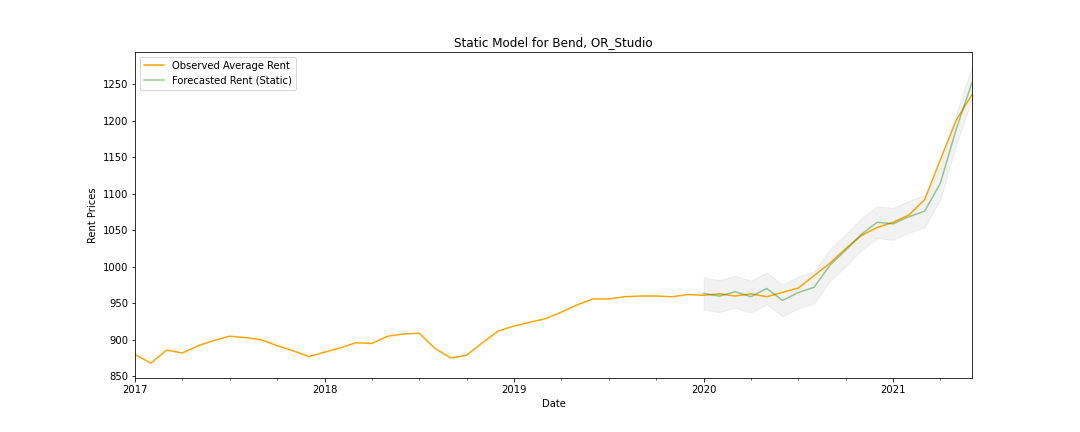 Static Model for Bend, OR_Studio
Observed Average Rent
Forecasted Rent (Static)
Rent Prices
1250
1200
1150
1100
1050
1000
950
900
850
2017
2018
2019
2020
2021
Date